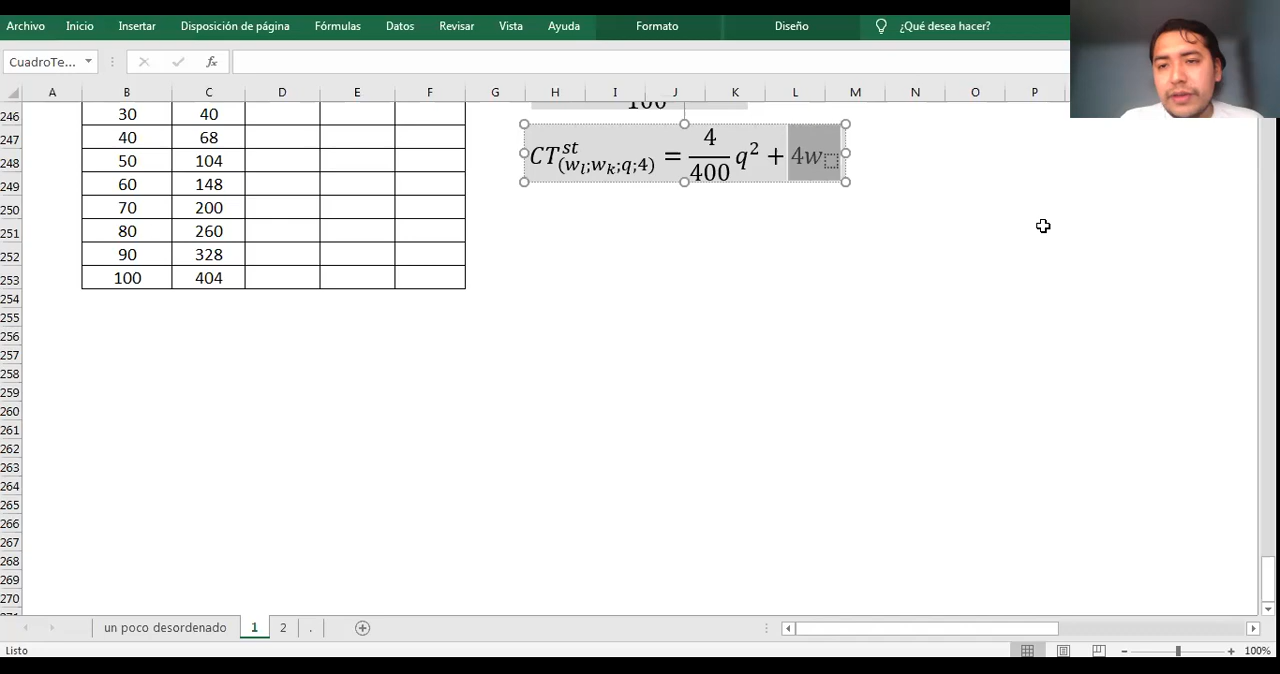 Archivo Inicio Insertar Disposición de página Fórmulas Datos Revisar Vista Ayuda Formato Diseño ¿Qué desea hacer?
CuadroTe... fx
A B C D E F G H I J K L M N O P
246 30 40
247 40 68
248 50 104
249 60 148
250 70 200
251 80 260
252 90 328
253 100 404
100
CT^{st}_{(w_l;w_k;q;4)} = \frac{4}{400} q^2 + 4w
254
255
256
257
258
259
260
261
262
263
264
265
266
267
268
269
270
un poco desordenado 1 2 .
Listo 100%